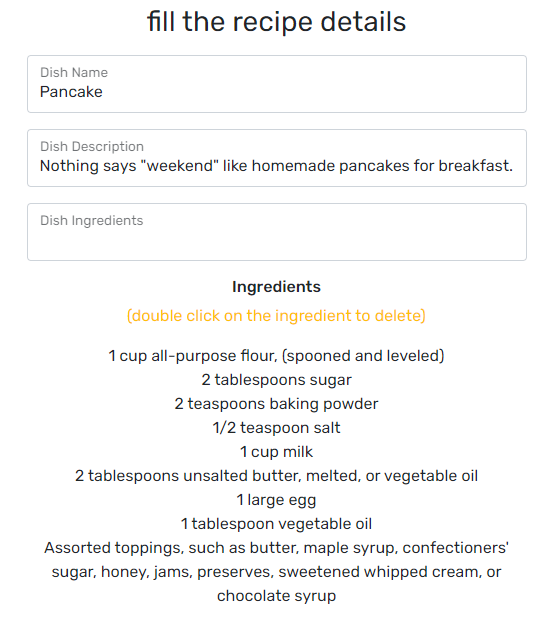 fill the recipe details
Dish Name
Pancake
Dish Description
Nothing says "weekend" like homemade pancakes for breakfast.
Dish Ingredients
Ingredients
(double click on the ingredient to delete)
1 cup all-purpose flour, (spooned and leveled)
2 tablespoons sugar
2 teaspoons baking powder
1/2 teaspoon salt
1 cup milk
2 tablespoons unsalted butter, melted, or vegetable oil
1 large egg
1 tablespoon vegetable oil
Assorted toppings, such as butter, maple syrup, confectioners'
sugar, honey, jams, preserves, sweetened whipped cream, or
chocolate syrup